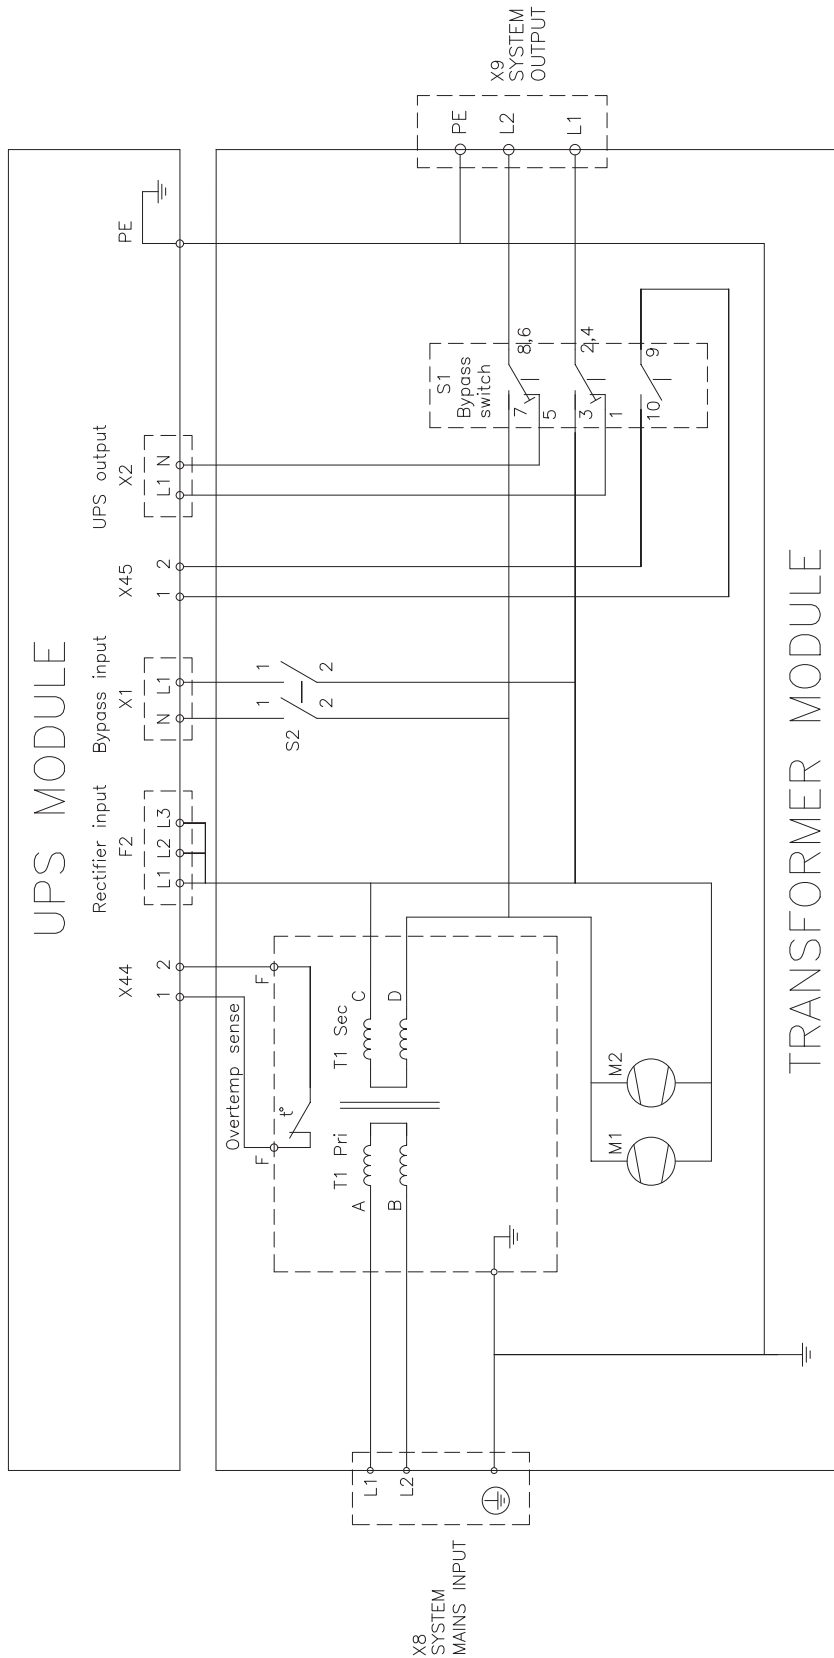 UPS MODULE
X44
1 2
Rectifier input
F2
L1 L2 L3
Bypass input
X1
N L1
X45
1 2
UPS output
X2
L1 N
PE
X8
SYSTEM
MAINS INPUT
L1
L2
Overtemp sense
F
F
t°
T1 Pri
T1 Sec
A
B
C
D
M1
M2
S2
1
1
2
2
S1
Bypass
switch
7
5
8,6
3
1
2,4
10
9
PE
L2
L1
X9
SYSTEM
OUTPUT
TRANSFORMER MODULE